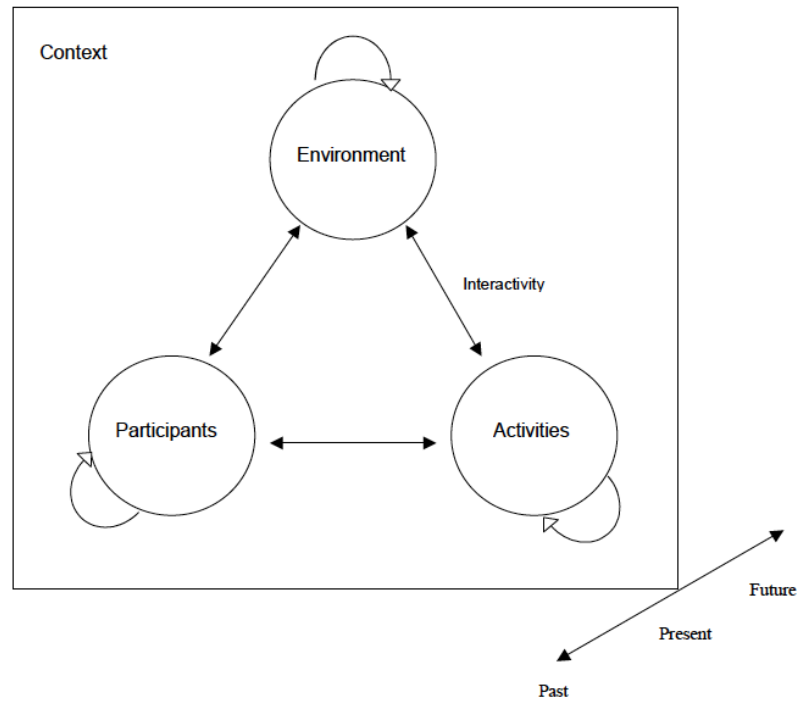 Context
Environment
Interactivity
Participants
Activities
Future
Present
Past